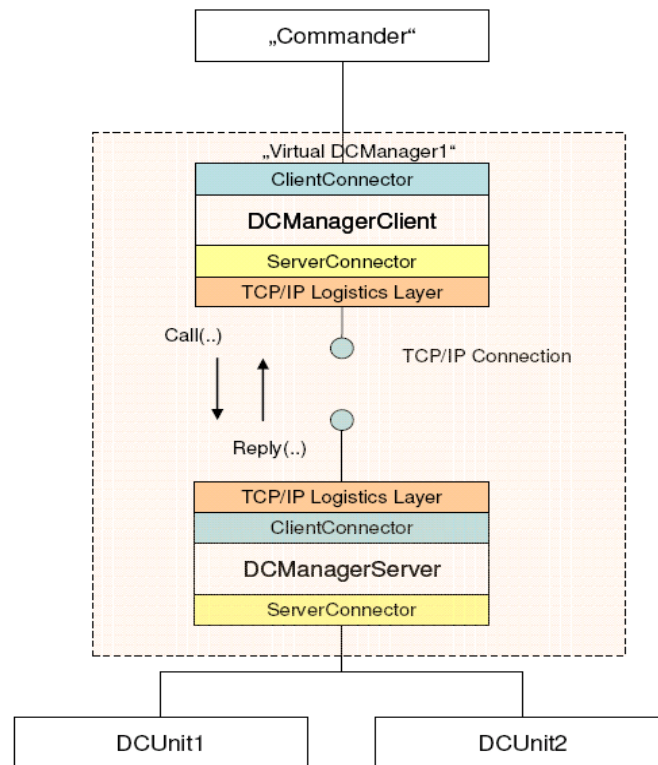 „Commander“
„Virtual DCManager1“
ClientConnector
DCManagerClient
ServerConnector
TCP/IP Logistics Layer
Call(..)
TCP/IP Connection
Reply(..)
TCP/IP Logistics Layer
ClientConnector
DCManagerServer
ServerConnector
DCUnit1
DCUnit2